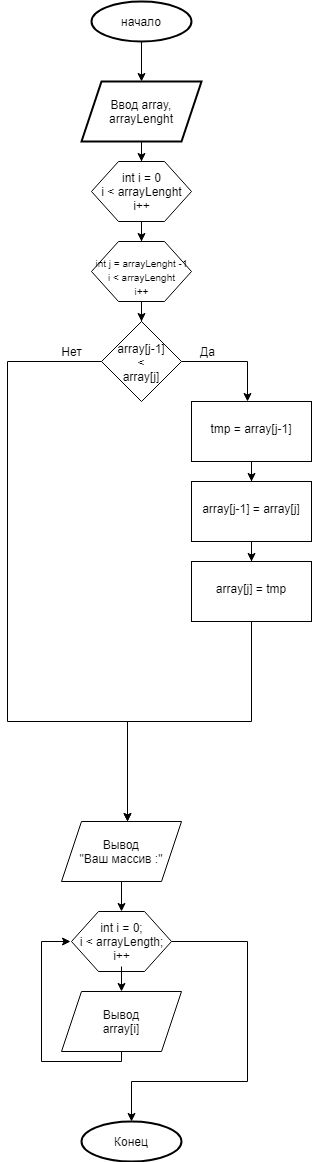 начало
Ввод array,
arrayLenght
int i = 0
i < arrayLenght
i++
int j = arrayLenght -1
i < arrayLenght
i++
Нет
Да
array[j-1]
<
array[j]
tmp = array[j-1]
array[j-1] = array[j]
array[j] = tmp
Вывод
"Ваш массив :"
int i = 0;
i < arrayLength;
i++
Вывод
array[i]
Конец